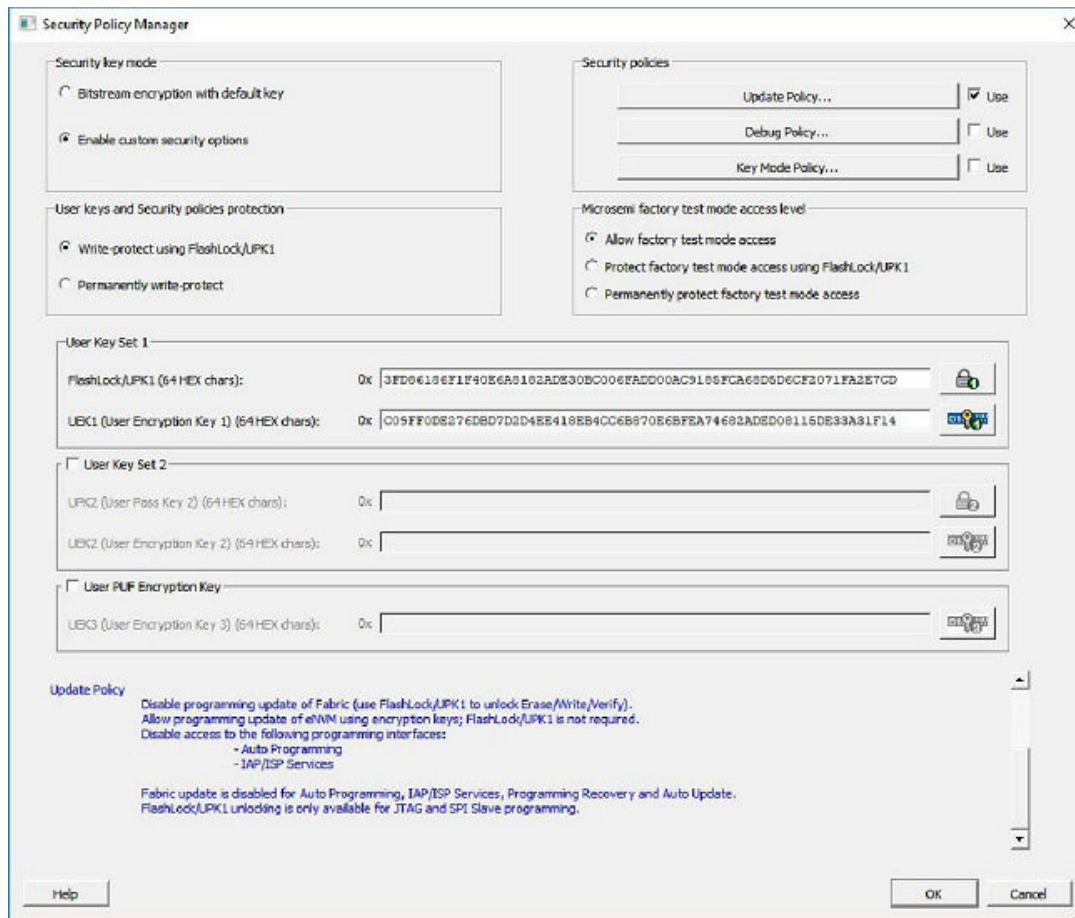 Security Policy Manager
Security key mode
Bitstream encryption with default key
Enable custom security options
Security policies
Update Policy...
Use
Debug Policy...
Use
Key Mode Policy...
Use
User keys and Security policies protection
Write-protect using FlashLock/UPK1
Permanently write-protect
Microsemi factory test mode access level
Allow factory test mode access
Protect factory test mode access using FlashLock/UPK1
Permanently protect factory test mode access
User Key Set 1
FlashLock/UPK1 (64 HEX chars): 0x
UEK1 (User Encryption Key 1) (64 HEX chars): 0x
User Key Set 2
UPK2 (User Pass Key 2) (64 HEX chars): 0x
UEK2 (User Encryption Key 2) (64 HEX chars): 0x
User PUF Encryption Key
UEK3 (User Encryption Key 3) (64 HEX chars): 0x
Update Policy
Disable programming update of Fabric (use FlashLock/UPK1 to unlock Erase/Write/Verify).
Allow programming update of eNVM using encryption keys; FlashLock/UPK1 is not required.
Disable access to the following programming interfaces:
- Auto Programming
- IAP/ISP Services
Fabric update is disabled for Auto Programming, IAP/ISP Services, Programming Recovery and Auto Update.
FlashLock/UPK1 unlocking is only available for JTAG and SPI Slave programming.
Help
OK
Cancel